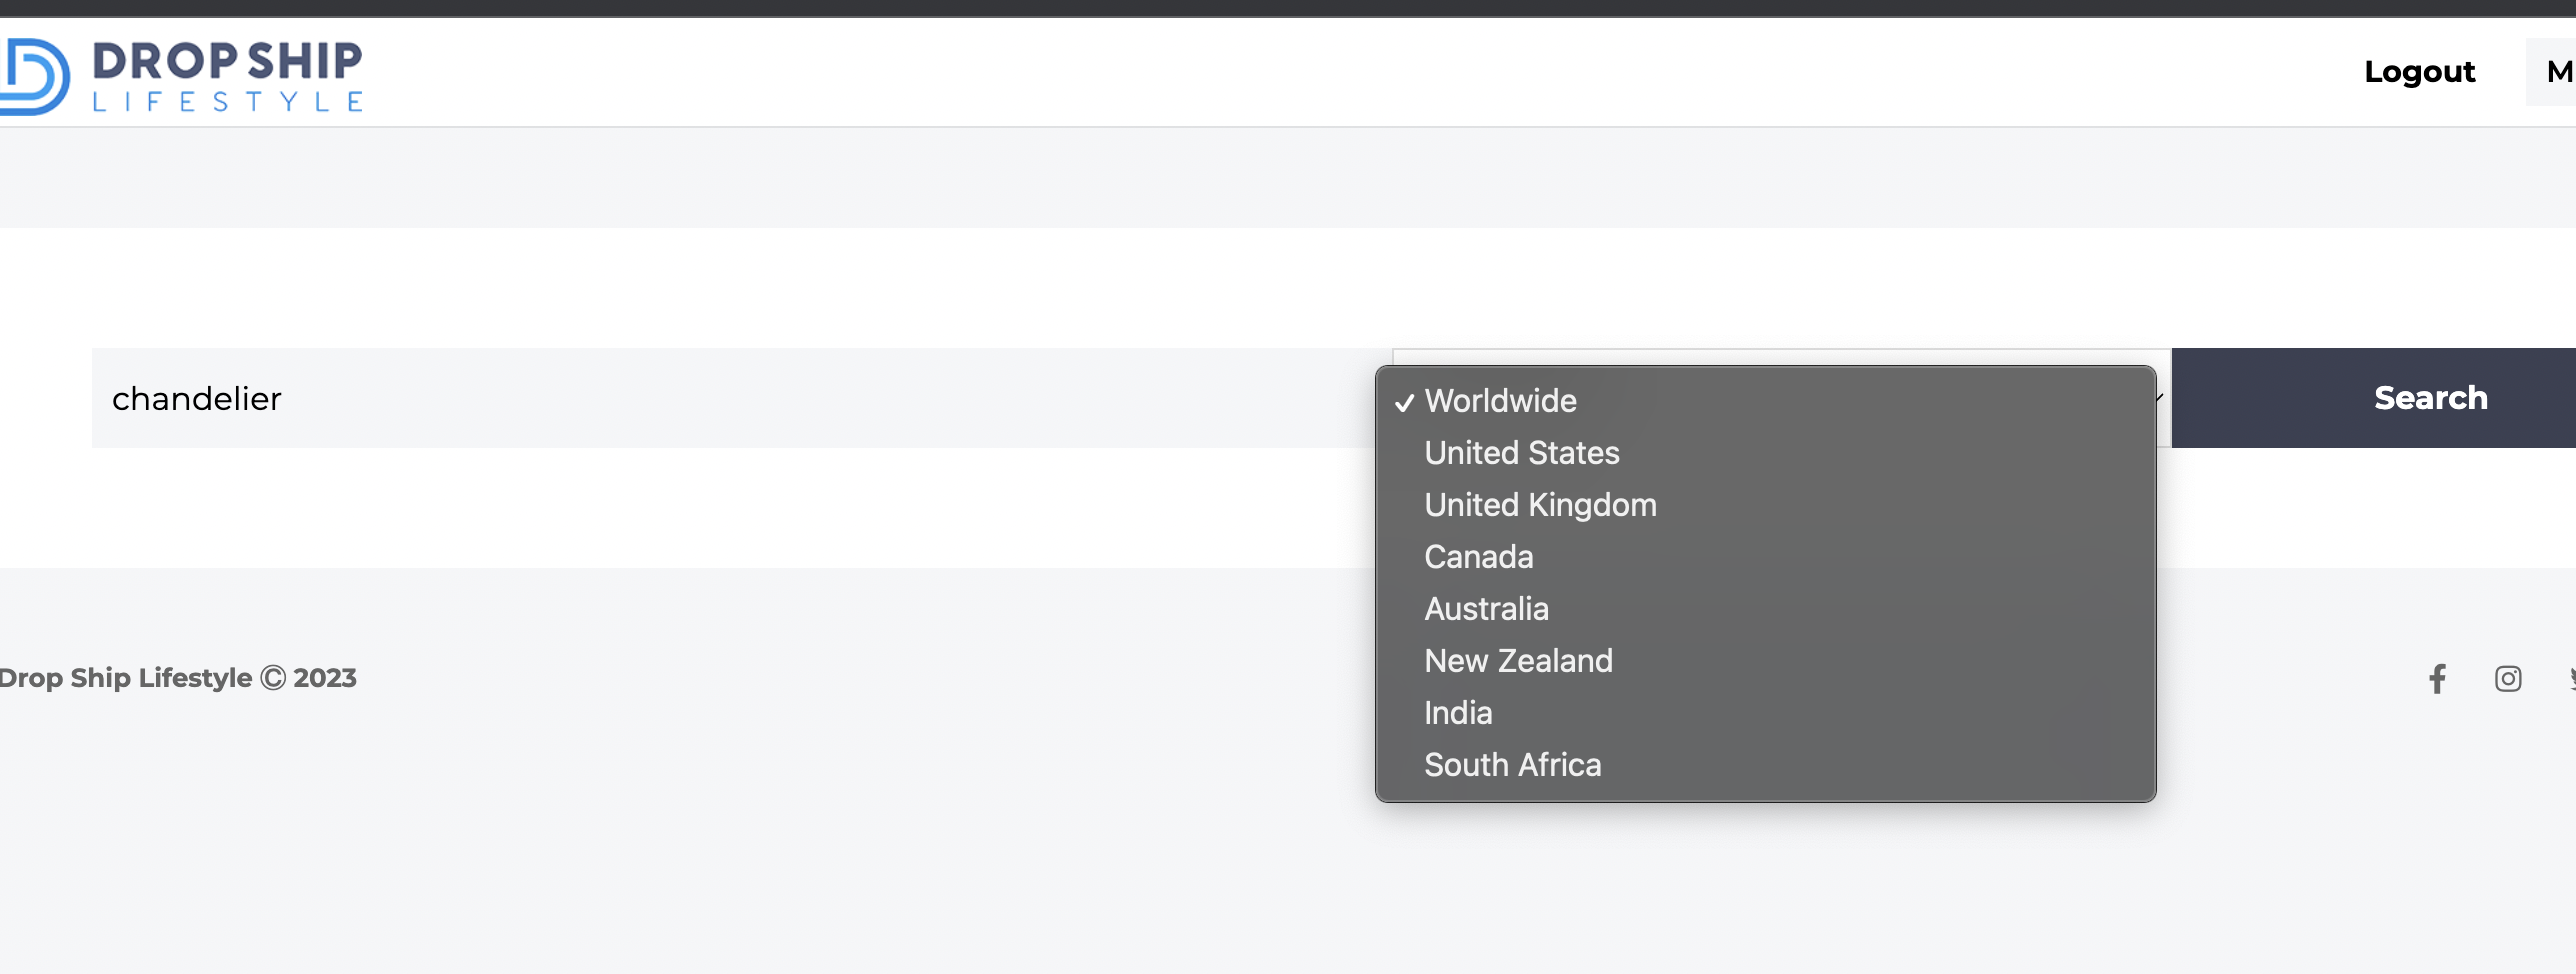 DROP SHIP
LIFESTYLE
Logout
M
chandelier
Worldwide
United States
United Kingdom
Canada
Australia
New Zealand
India
South Africa
Search
Drop Ship Lifestyle © 2023